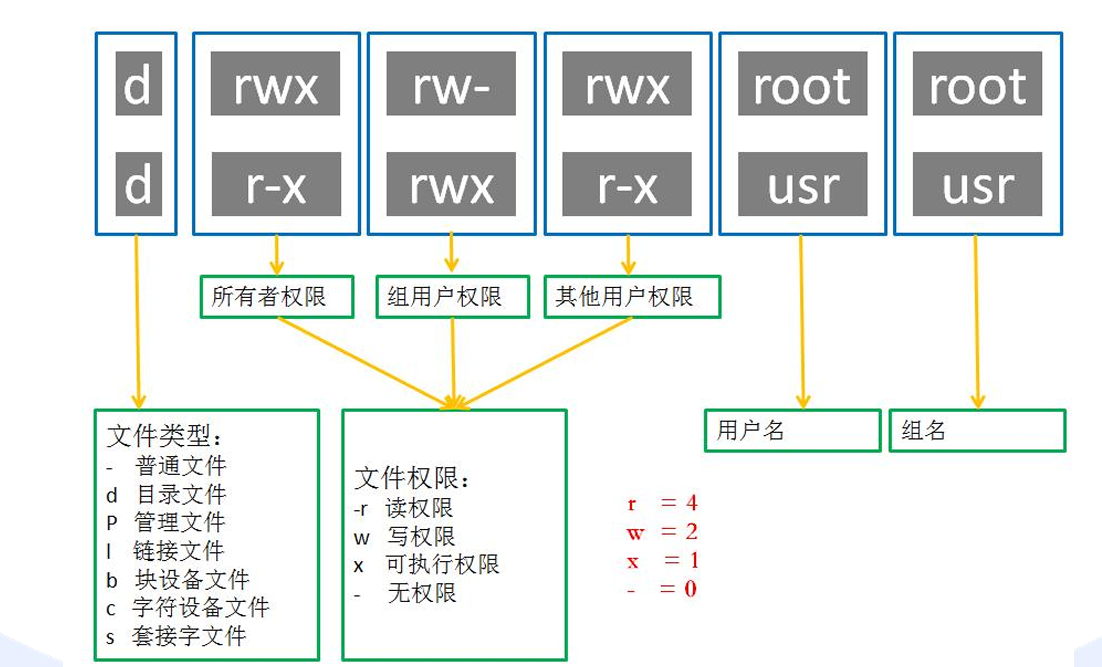 d rwx rw- rwx root root
d r-x rwx r-x usr usr
所有者权限 组用户权限 其他用户权限
用户名 组名
文件类型：
- 普通文件
d 目录文件
P 管理文件
l 链接文件
b 块设备文件
c 字符设备文件
s 套接字文件
文件权限：
-r 读权限
w 写权限
x 可执行权限
- 无权限
r = 4
w = 2
x = 1
- = 0